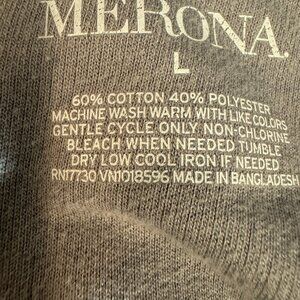 MERONA
L
60% COTTON 40% POLYESTER
MACHINE WASH WARM WITH LIKE COLORS
GENTLE CYCLE ONLY NON-CHLORINE
BLEACH WHEN NEEDED TUMBLE
DRY LOW COOL IRON IF NEEDED
RN17730 VN1018596 MADE IN BANGLADESH